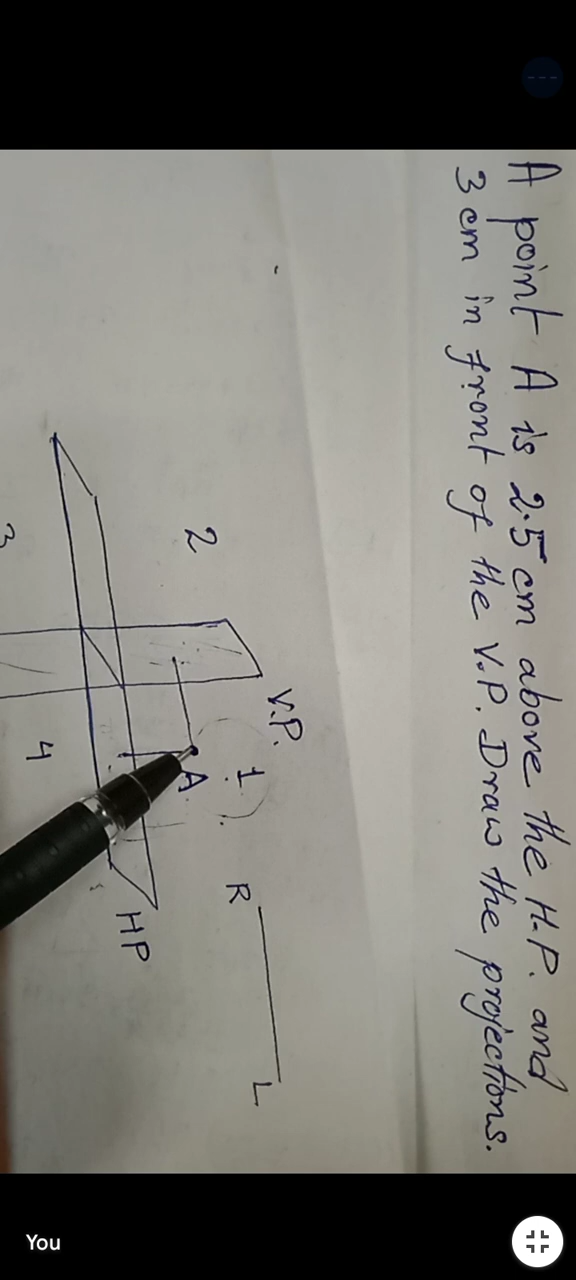 A point A is 2.5 cm above the H.P. and
3 cm in front of the V.P. Draw the projections.
V.P.
2
1
A
R L
HP
3
4
You